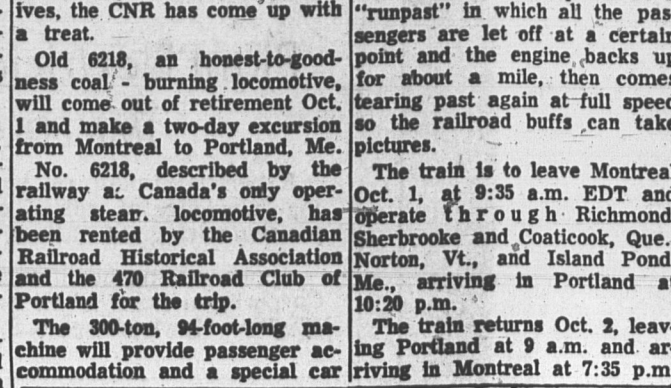 ives, the CNR has come up with
a treat.
Old 6218, an honest-to-good-
ness coal - burning locomotive,
will come out of retirement Oct.
1 and make a two-day excursion
from Montreal to Portland, Me.
No. 6218, described by the
railway as Canada's only oper-
ating steam locomotive, has
been rented by the Canadian
Railroad Historical Association
and the 470 Railroad Club of
Portland for the trip.
The 300-ton, 94-foot-long ma-
chine will provide passenger ac-
commodation and a special car
"runpast" in which all the pas
sengers are let off at a certain
point and the engine backs up
for about a mile, then comes
tearing past again at full speed
so the railroad buffs can take
pictures.
The train is to leave Montreal
Oct. 1, at 9:35 a.m. EDT and
operate through Richmond
Sherbrooke and Coaticook, Que.
Norton, Vt., and Island Pond
Me., arriving in Portland at
10:20 p.m.
The train returns Oct. 2, leav
ing Portland at 9 a.m. and ar
riving in Montreal at 7:35 p.m